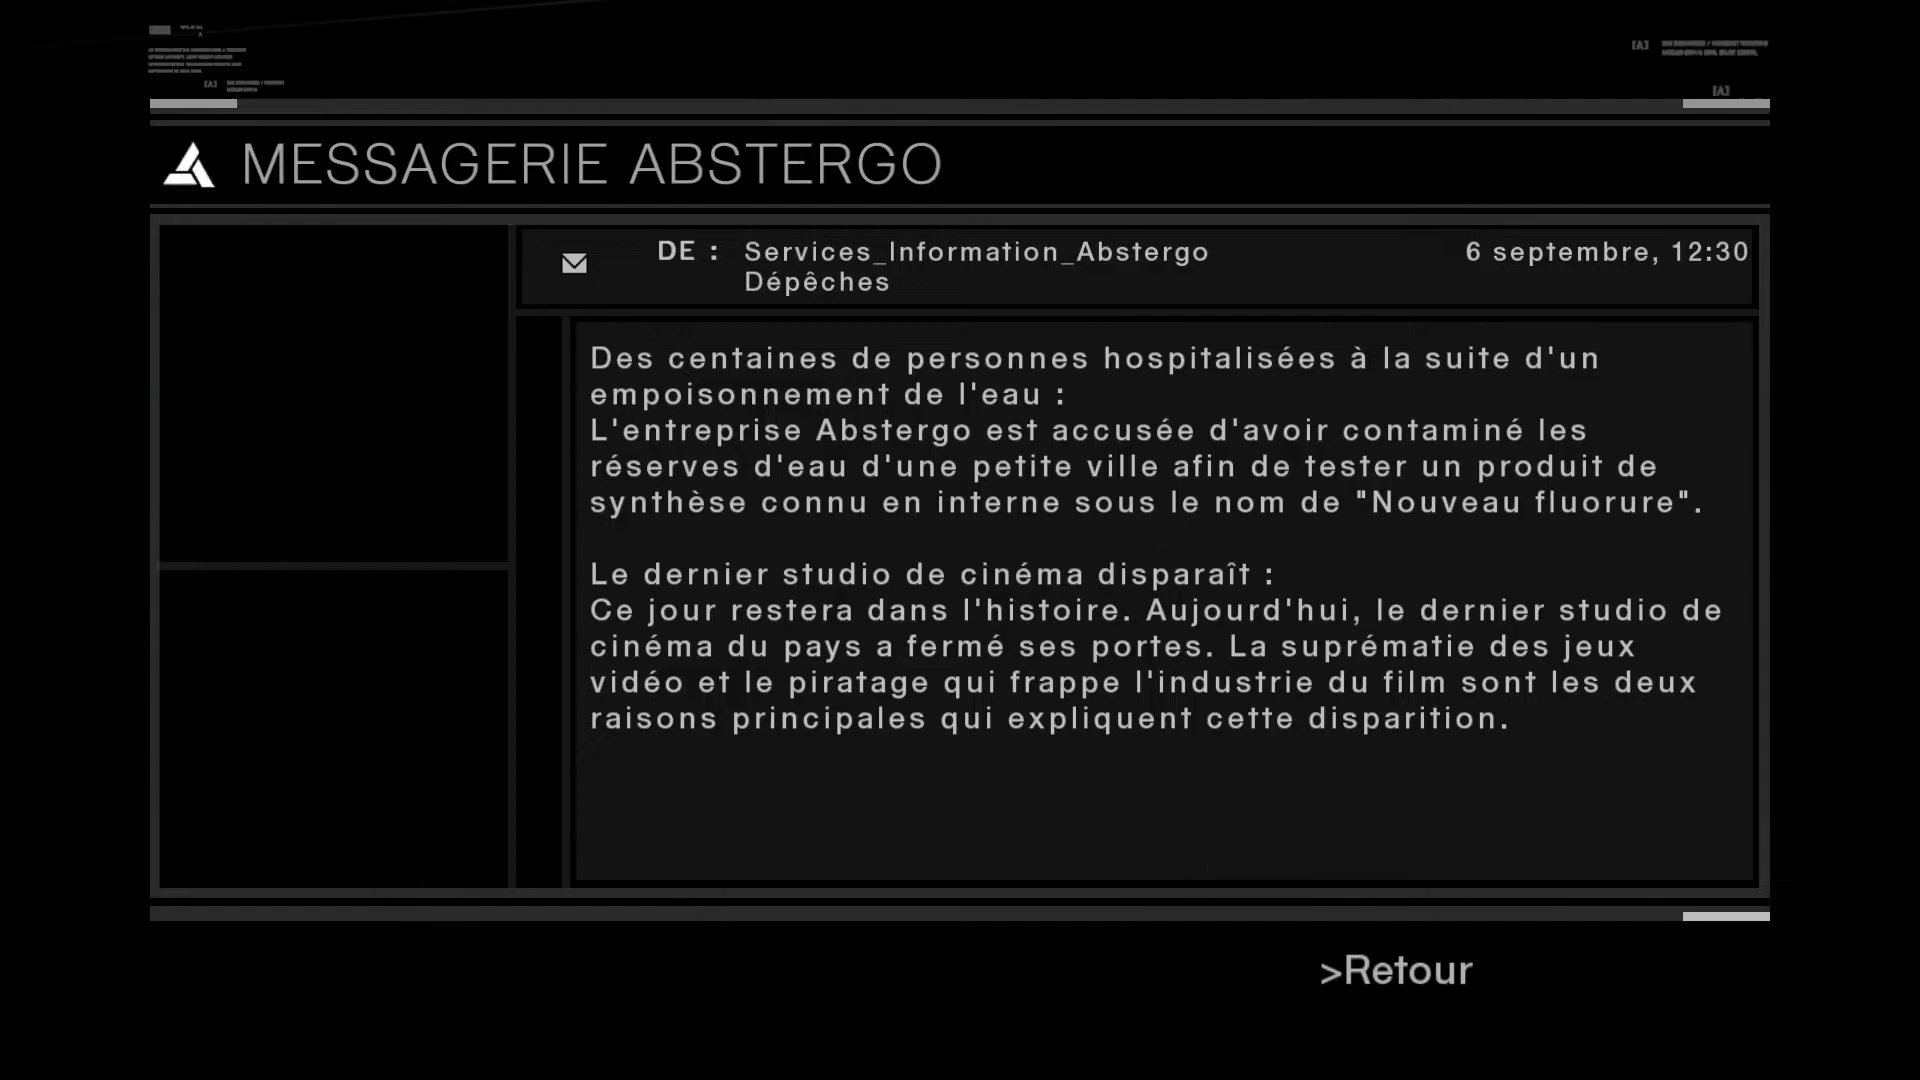 MESSAGERIE ABSTERGO
DE : Services_Information_Abstergo 6 septembre, 12:30
Dépêches
Des centaines de personnes hospitalisées à la suite d'un
empoisonnement de l'eau :
L'entreprise Abstergo est accusée d'avoir contaminé les
réserves d'eau d'une petite ville afin de tester un produit de
synthèse connu en interne sous le nom de "Nouveau fluorure".
Le dernier studio de cinéma disparaît :
Ce jour restera dans l'histoire. Aujourd'hui, le dernier studio de
cinéma du pays a fermé ses portes. La suprématie des jeux
vidéo et le piratage qui frappe l'industrie du film sont les deux
raisons principales qui expliquent cette disparition.
>Retour